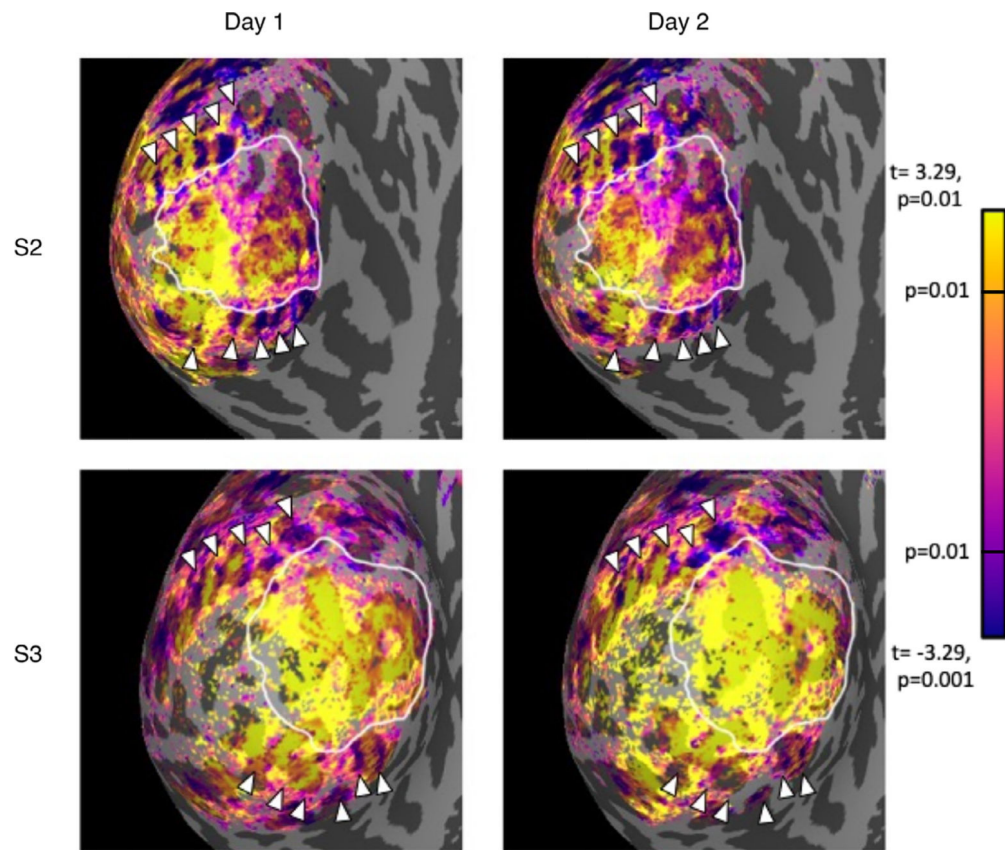 Day 1
Day 2
S2
t= 3.29,
p=0.01
p=0.01
p=0.01
S3
t= -3.29,
p=0.001